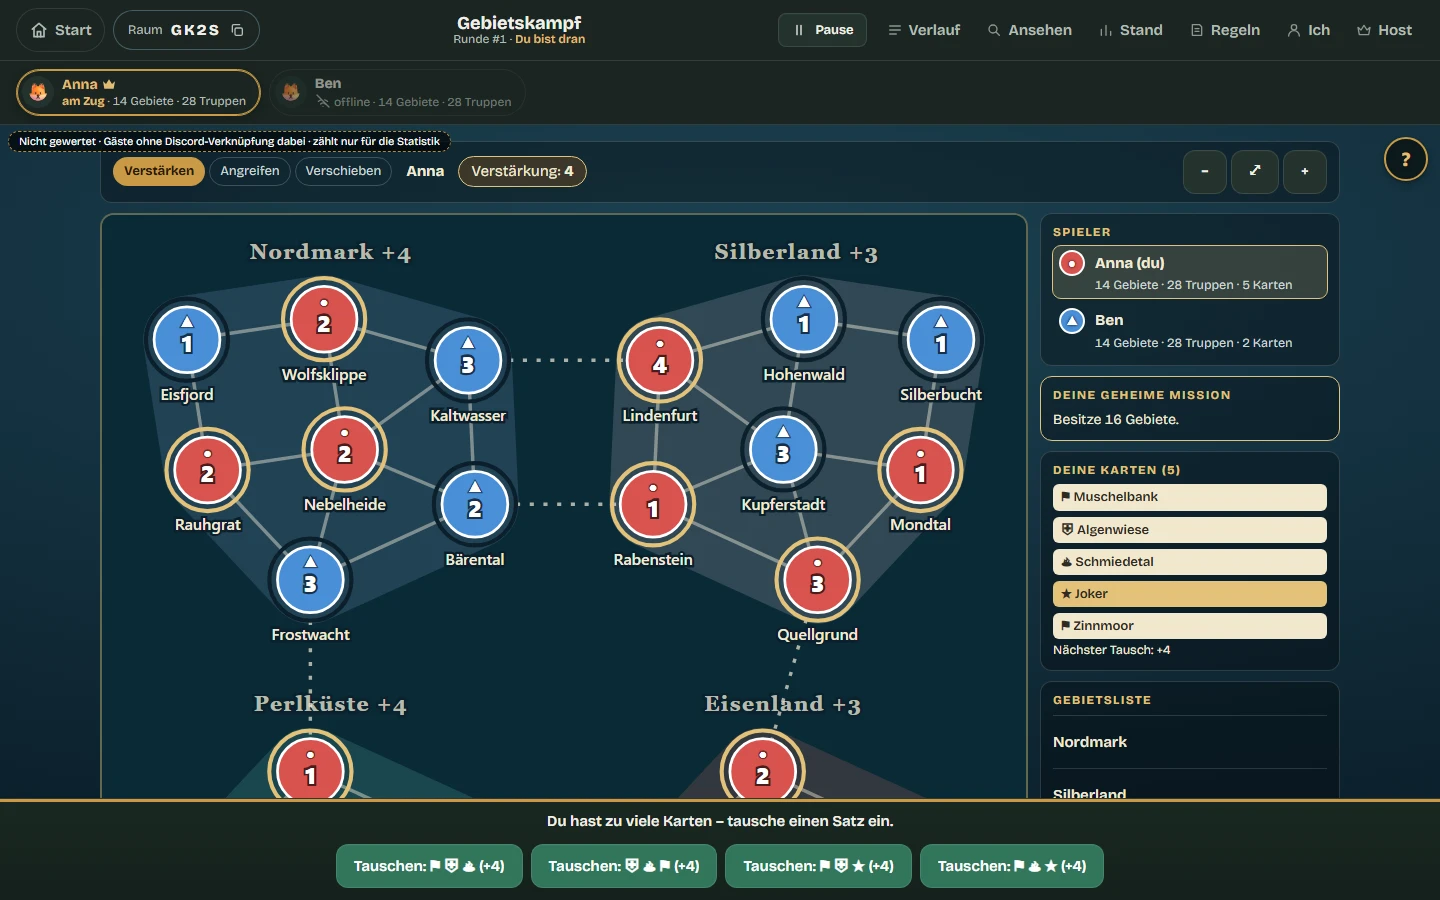 Start
Raum GK2S
Gebietskampf
Runde #1 · Du bist dran
Pause
Verlauf
Ansehen
Stand
Regeln
Ich
Host
Anna
am Zug · 14 Gebiete · 28 Truppen
Ben
offline · 14 Gebiete · 28 Truppen
Nicht gewertet · Gäste ohne Discord-Verknüpfung dabei · zählt nur für die Statistik
?
Verstärken
Angreifen
Verschieben
Anna
Verstärkung: 4
−
+
Nordmark +4
Silberland +3
1
Eisfjord
2
Wolfsklippe
3
Kaltwasser
4
Lindenfurt
1
Hohenwald
1
Silberbucht
2
Rauhgrat
2
Nebelheide
2
Bärental
1
Rabenstein
3
Kupferstadt
1
Mondtal
3
Frostwacht
3
Quellgrund
Perlküste +4
Eisenland +3
1
2
SPIELER
Anna (du)
14 Gebiete · 28 Truppen · 5 Karten
Ben
14 Gebiete · 28 Truppen · 2 Karten
DEINE GEHEIME MISSION
Besitze 16 Gebiete.
DEINE KARTEN (5)
Muschelbank
Algenwiese
Schmiedetal
★ Joker
Zinnmoor
Nächster Tausch: +4
GEBIETSLISTE
Nordmark
Silberland
Du hast zu viele Karten – tausche einen Satz ein.
Tauschen: ⚑ ⛨ ⛵ (+4)
Tauschen: ⛨ ⛵ ⚑ (+4)
Tauschen: ⚑ ⛨ ★ (+4)
Tauschen: ⚑ ⛵ ★ (+4)